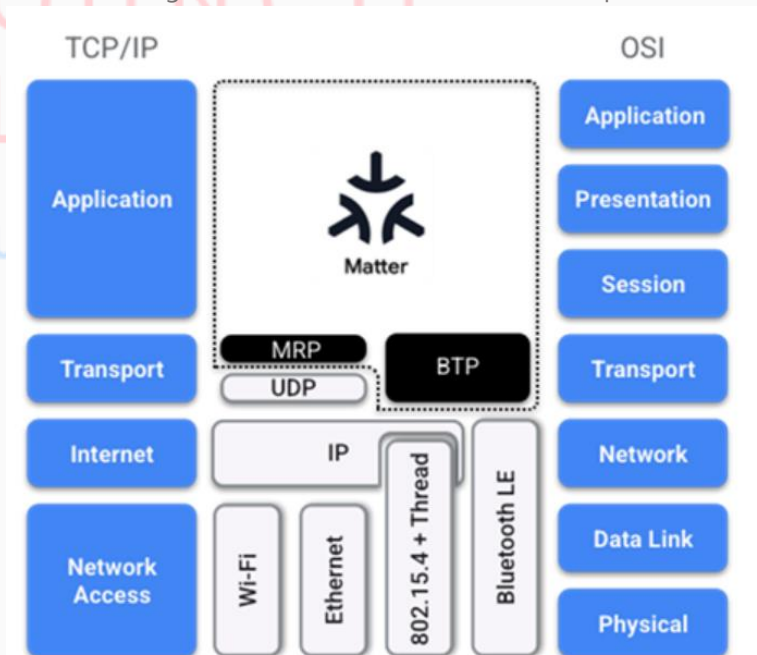 TCP/IP
OSI
Application
Matter
MRP
UDP
BTP
Transport
Internet
IP
Network
Access
Wi-Fi
Ethernet
802.15.4 + Thread
Bluetooth LE
Application
Presentation
Session
Transport
Network
Data Link
Physical